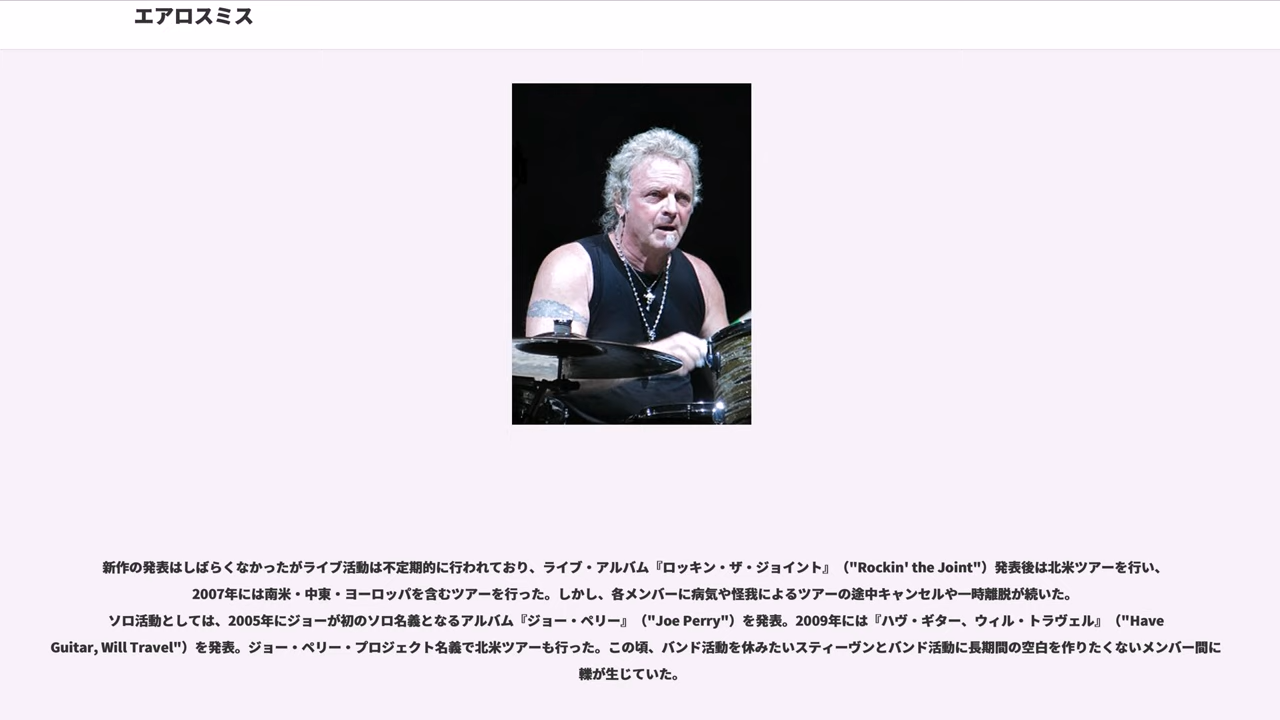 エアロスミス
新作の発表はしばらくなかったがライブ活動は不定期的に行われており、ライブ・アルバム『ロッキン・ザ・ジョイント』（"Rockin' the Joint"）発表後は北米ツアーを行い、
2007年には南米・中東・ヨーロッパを含むツアーを行った。しかし、各メンバーに病気や怪我によるツアーの途中キャンセルや一時離脱が続いた。
ソロ活動としては、2005年にジョーが初のソロ名義となるアルバム『ジョー・ペリー』（"Joe Perry"）を発表。2009年には『ハヴ・ギター、ウィル・トラヴェル』（"Have
Guitar, Will Travel"）を発表。ジョー・ペリー・プロジェクト名義で北米ツアーも行った。この頃、バンド活動を休みたいスティーヴンとバンド活動に長期間の空白を作りたくないメンバー間に
轢が生じていた。